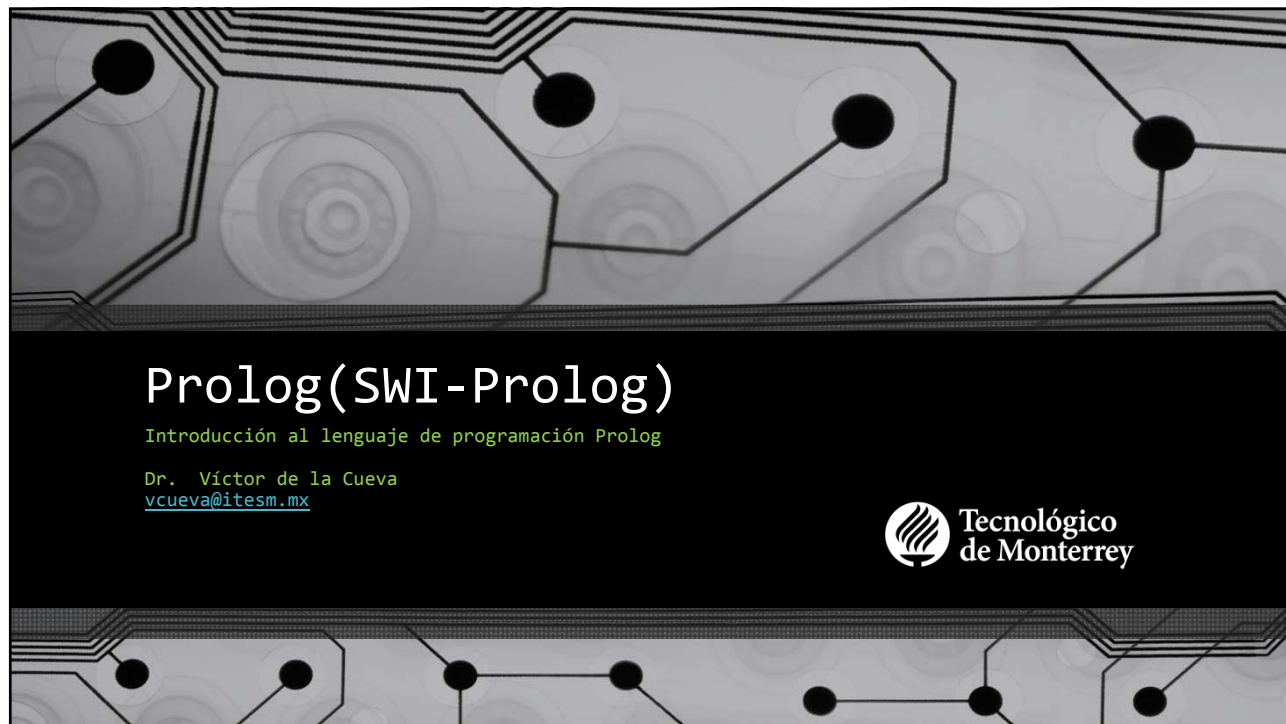 Prolog(SWI-Prolog)
Introducción al lenguaje de programación Prolog
Dr. Víctor de la Cueva
vcueva@itesm.mx
Tecnológico
de Monterrey